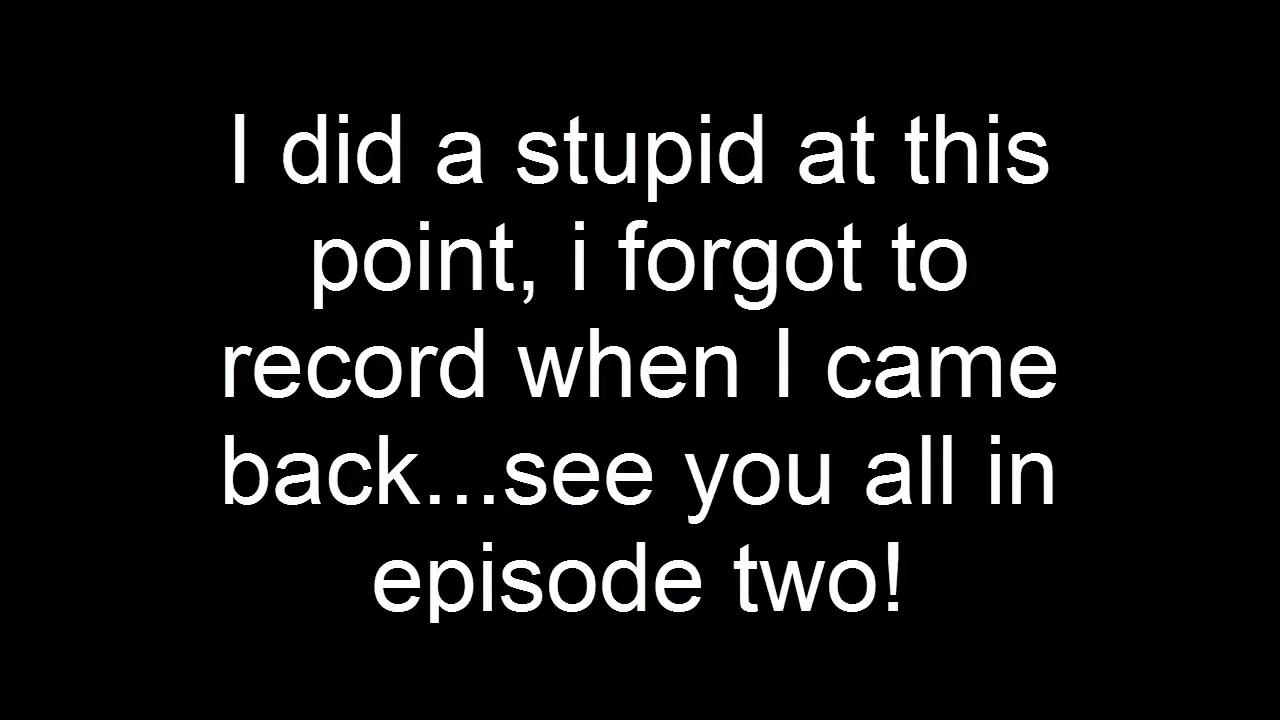 I did a stupid at this
point, i forgot to
record when I came
back...see you all in
episode two!